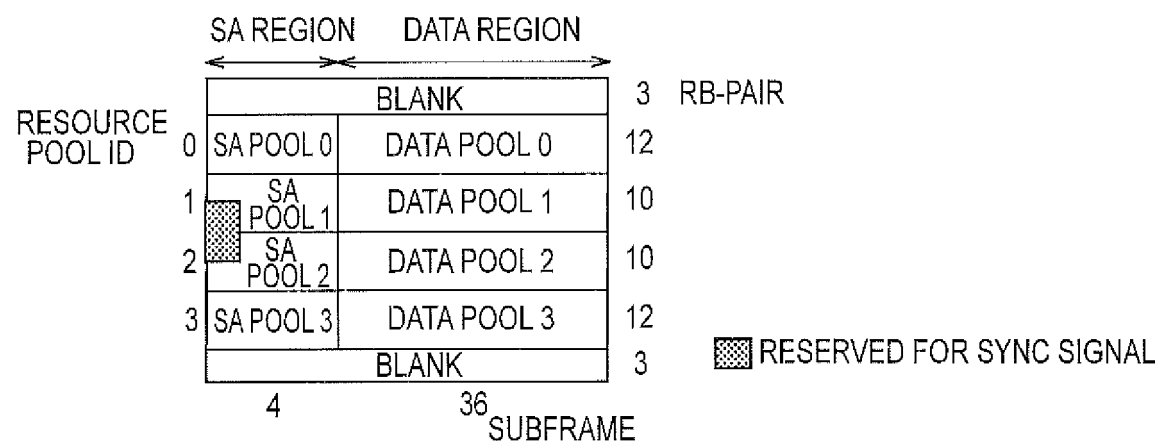 SA REGION DATA REGION
BLANK 3 RB-PAIR
RESOURCE
POOL ID 0 SA POOL 0 DATA POOL 0 12
1 SA
POOL 1 DATA POOL 1 10
2 SA
POOL 2 DATA POOL 2 10
3 SA POOL 3 DATA POOL 3 12
BLANK 3
RESERVED FOR SYNC SIGNAL
4 36
SUBFRAME